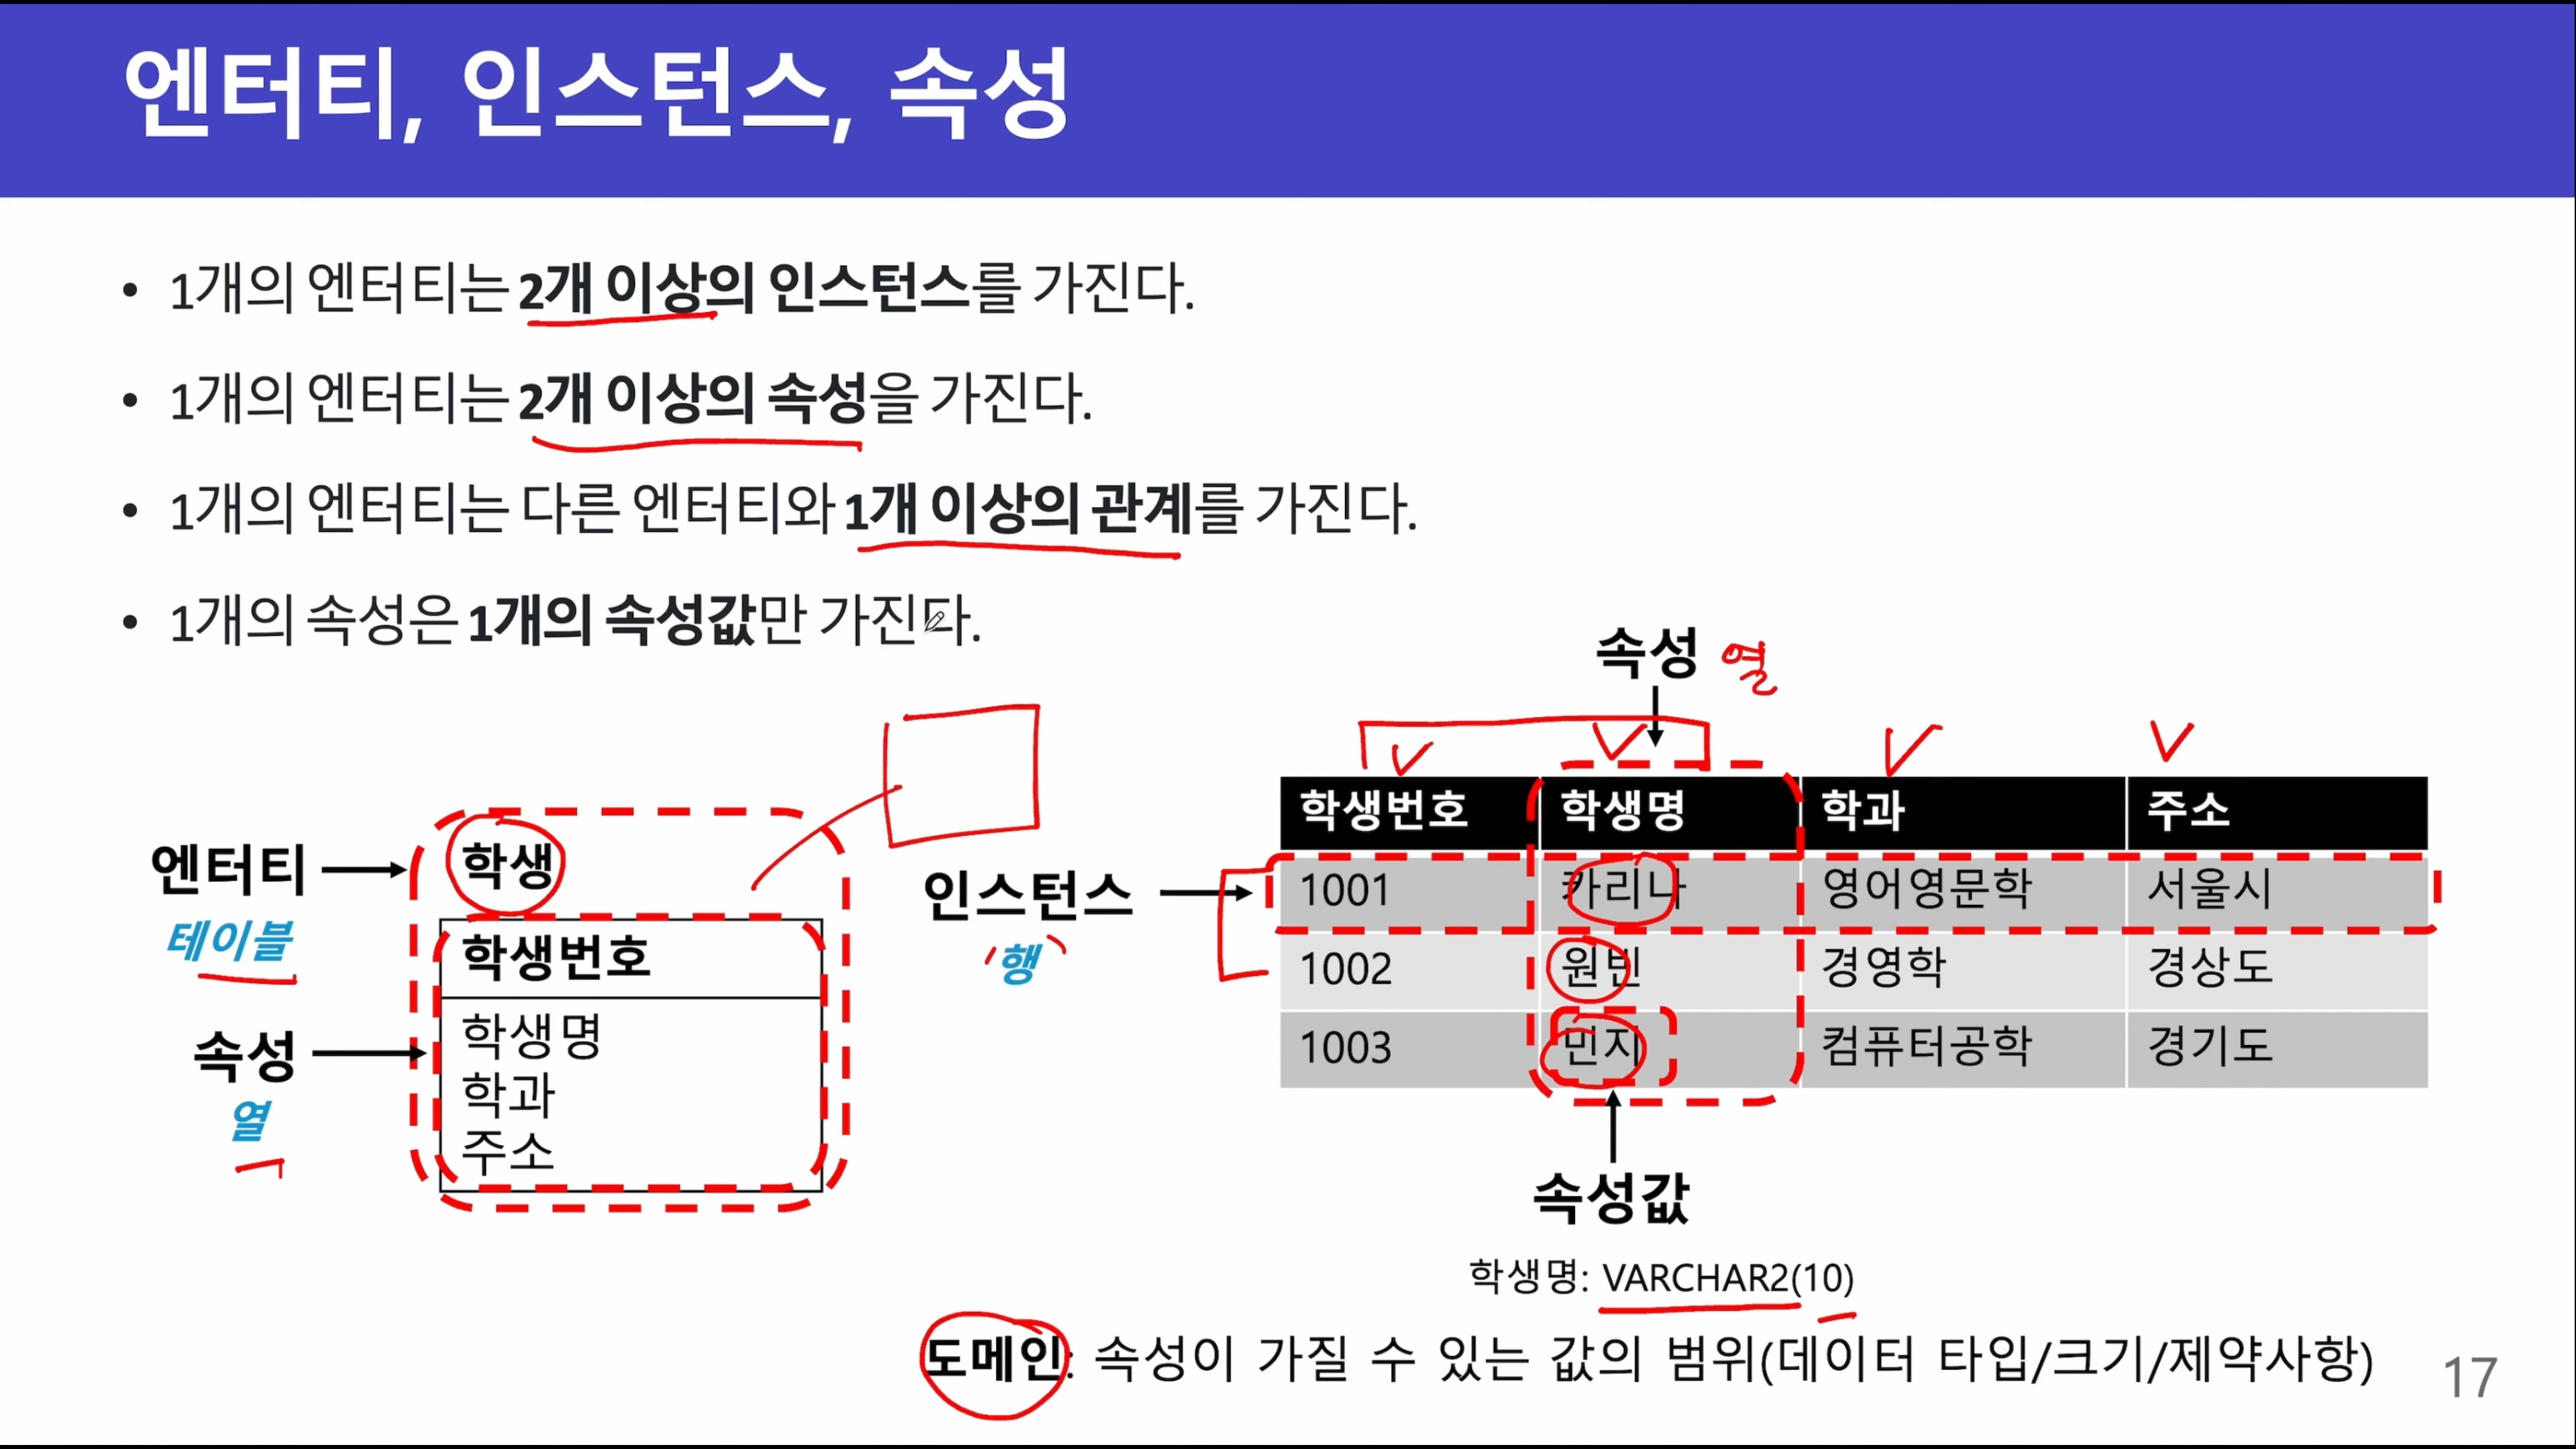 엔터티, 인스턴스, 속성
• 1개의 엔터티는 2개 이상의 인스턴스를 가진다.
• 1개의 엔터티는 2개 이상의 속성을 가진다.
• 1개의 엔터티는 다른 엔터티와 1개 이상의 관계를 가진다.
• 1개의 속성은 1개의 속성값만 가진다.
엔터티
테이블
속성
열
학생
학생번호
학생명
학과
주소
인스턴스
행
속성 열
학생번호 학생명 학과 주소
1001 카리나 영어영문학 서울시
1002 원빈 경영학 경상도
1003 민지 컴퓨터공학 경기도
속성값
학생명: VARCHAR2(10)
도메인: 속성이 가질 수 있는 값의 범위(데이터 타입/크기/제약사항)
17